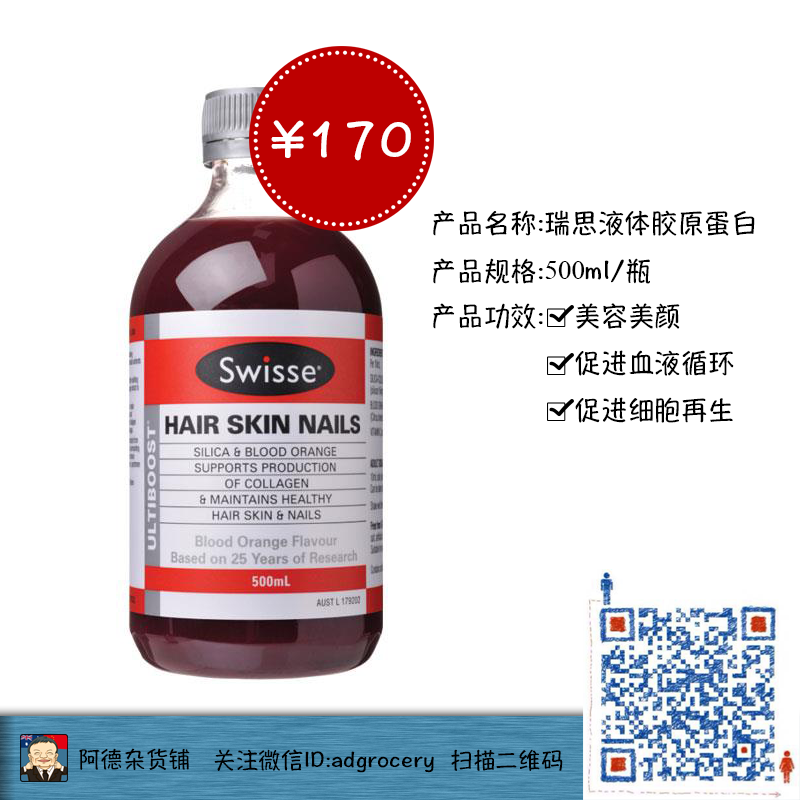 ¥170
产品名称:瑞思液体胶原蛋白
产品规格:500ml/瓶
产品功效:☑美容美颜
☑促进血液循环
☑促进细胞再生
Swisse
ULTIBOOST
HAIR SKIN NAILS
SILICA & BLOOD ORANGE
SUPPORTS PRODUCTION
OF COLLAGEN
& MAINTAINS HEALTHY
HAIR SKIN & NAILS
Blood Orange Flavour
Based on 25 Years of Research
500mL
AUST L 179202
阿德杂货铺 关注微信ID:adgrocery 扫描二维码